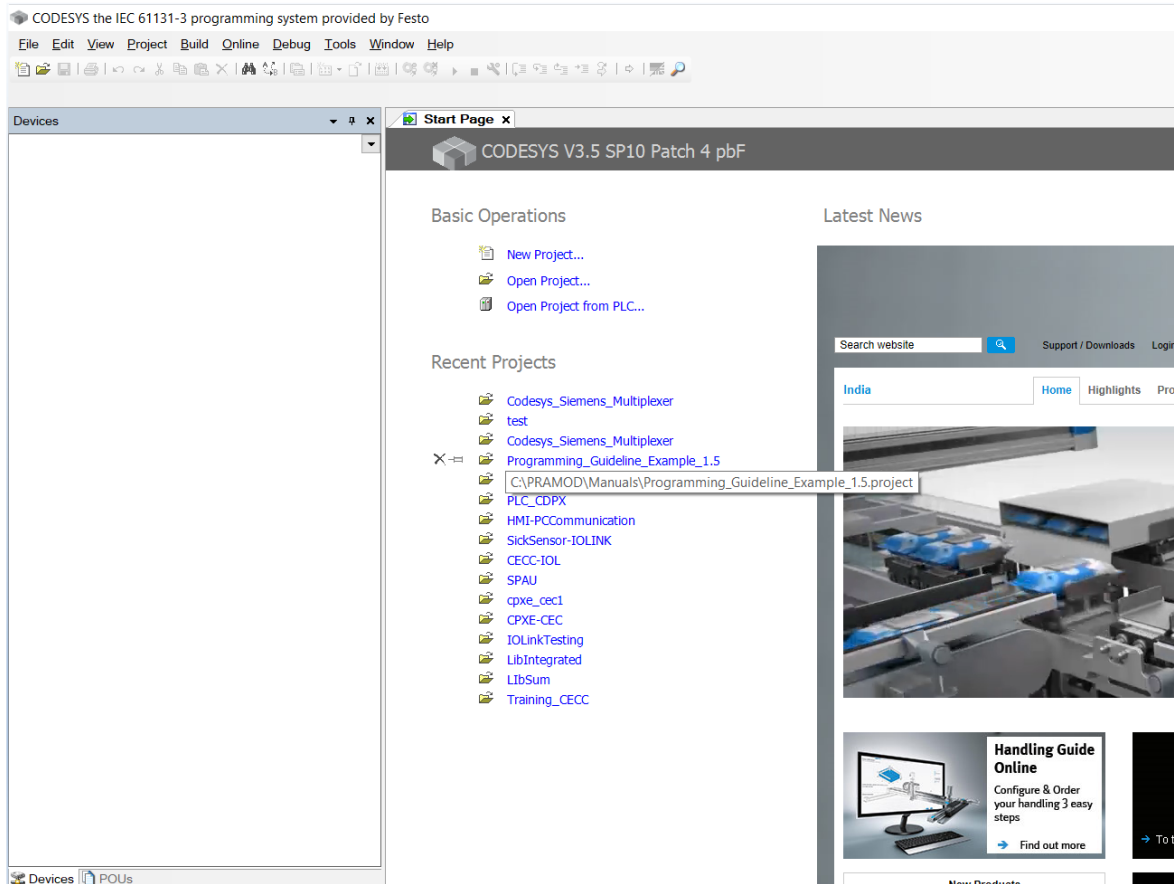 CODESYS the IEC 61131-3 programming system provided by Festo
File Edit View Project Build Online Debug Tools Window Help
Devices
Start Page
CODESYS V3.5 SP10 Patch 4 pbF
Basic Operations
Latest News
New Project...
Open Project...
Open Project from PLC...
Search website
Support / Downloads
India
Home
Highlights
Recent Projects
Codesys_Siemens_Multiplexer
test
Codesys_Siemens_Multiplexer
Programming_Guideline_Example_1.5
C:\PRAMOD\Manuals\Programming_Guideline_Example_1.5.project
PLC_CDPX
HMI-PCCommunication
SickSensor-IOLINK
CECC-IOL
SPAU
cpxe_cec1
CPXE-CEC
IOLinkTesting
LibIntegrated
LIbSum
Training_CECC
Handling Guide
Online
Configure & Order
your handling 3 easy
steps
Find out more
New Products
Devices
POUs